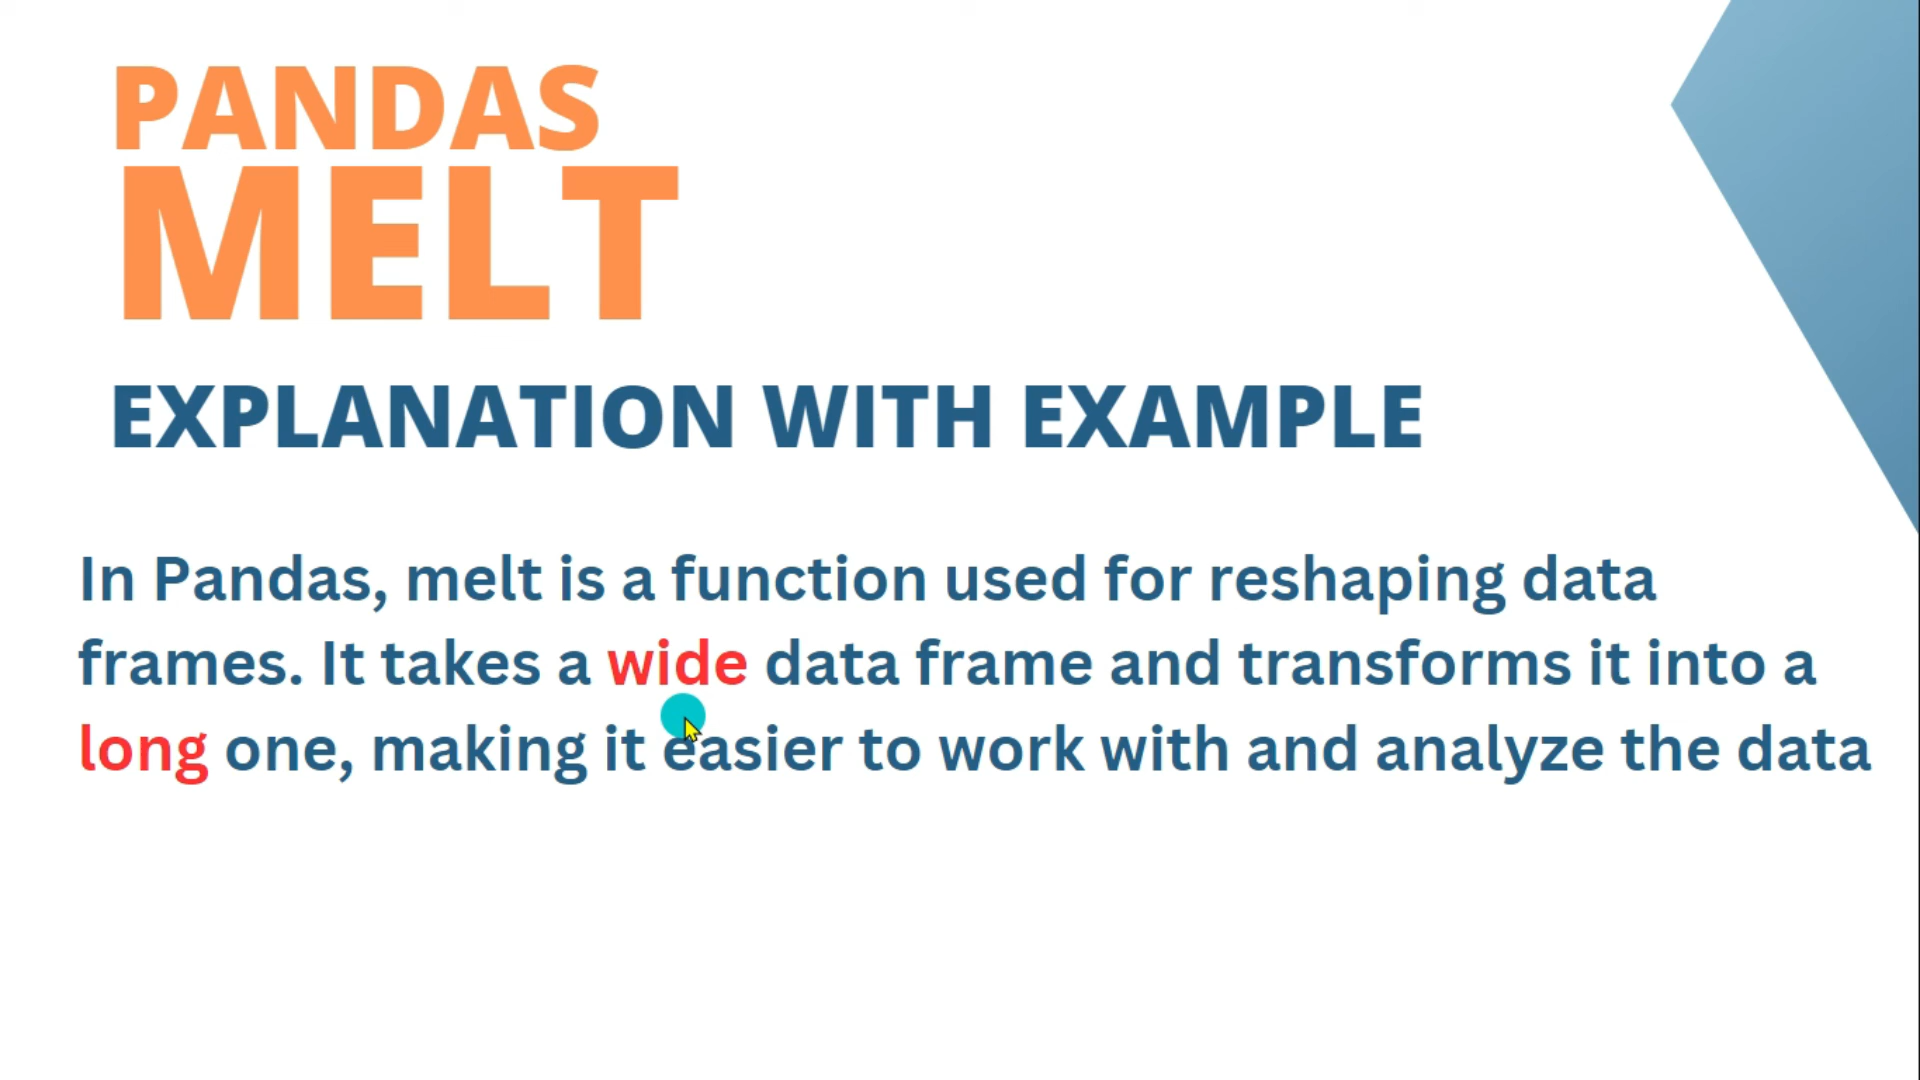 PANDAS
MELT
EXPLANATION WITH EXAMPLE
In Pandas, melt is a function used for reshaping data
frames. It takes a wide data frame and transforms it into a
long one, making it easier to work with and analyze the data